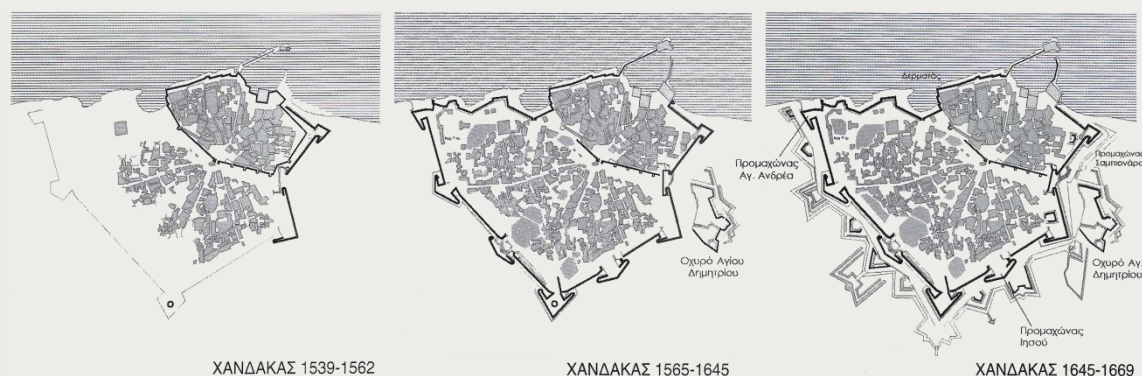 ΧΑΝΔΑΚΑΣ 1539-1562
Οχυρό Αγίου
Δημητρίου
ΧΑΝΔΑΚΑΣ 1565-1645
Δερματάς
Προμαχώνας
Αγ. Ανδρέα
Προμαχώνας
Σαμπιονάρα
Οχυρό Αγ.
Δημητρίου
Προμαχώνας
Ιησού
ΧΑΝΔΑΚΑΣ 1645-1669